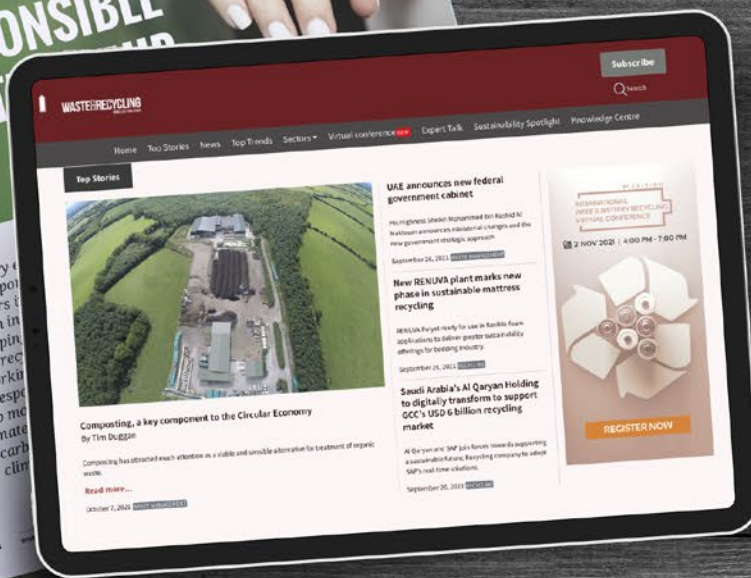 ONSIBLE
WASTE&RECYCLING
Subscribe
Search
Home Top Stories News Top Trends Sectors Virtual conference Expert Talk Sustainability Spotlight Knowledge Centre
Top Stories
Composting, a key component to the Circular Economy
By Tim Duggan
Composting has attracted much attention as a viable and sensible alternative for treatment of organic
waste.
Read more...
October 7, 2021 WASTE MANAGEMENT
UAE announces new federal
government cabinet
His Highness Sheikh Mohammed bin Rashid Al
Maktoum announces ministerial changes and the
new government strategic approach
September 26, 2021 WASTE MANAGEMENT
New RENUVA plant marks new
phase in sustainable mattress
recycling
RENUVA Polyol ready for use in flexible foam
applications to deliver greater sustainability
offerings for bedding industry.
September 26, 2021 RECYCLING
Saudi Arabia's Al Qaryan Holding
to digitally transform to support
GCC's USD 6 billion recycling
market
Al Qaryan and SAP join forces towards supporting
a sustainable future; Recycling company to adopt
SAP's real-time solutions.
September 20, 2021 RECYCLING
INTERNATIONAL
WEEE & BATTERY RECYCLING
VIRTUAL CONFERENCE
2 NOV 2021 | 4:00 PM - 7:00 PM
REGISTER NOW